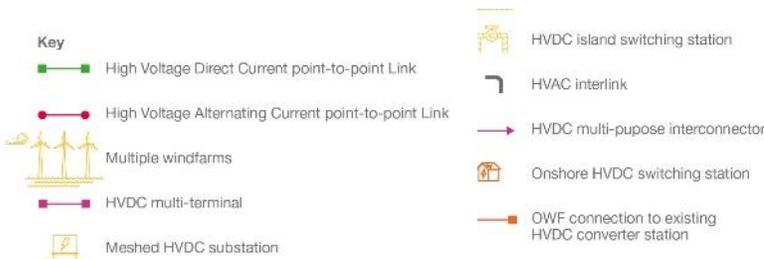 Key
High Voltage Direct Current point-to-point Link
High Voltage Alternating Current point-to-point Link
Multiple windfarms
HVDC multi-terminal
Meshed HVDC substation
HVDC island switching station
HVAC interlink
HVDC multi-pupose interconnector
Onshore HVDC switching station
OWF connection to existing
HVDC converter station